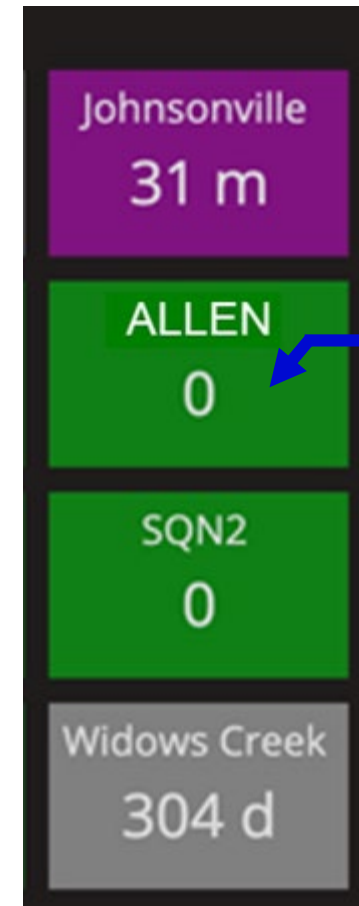 Johnsonville
31 m
ALLEN
0
SQN2
0
Widows Creek
304 d